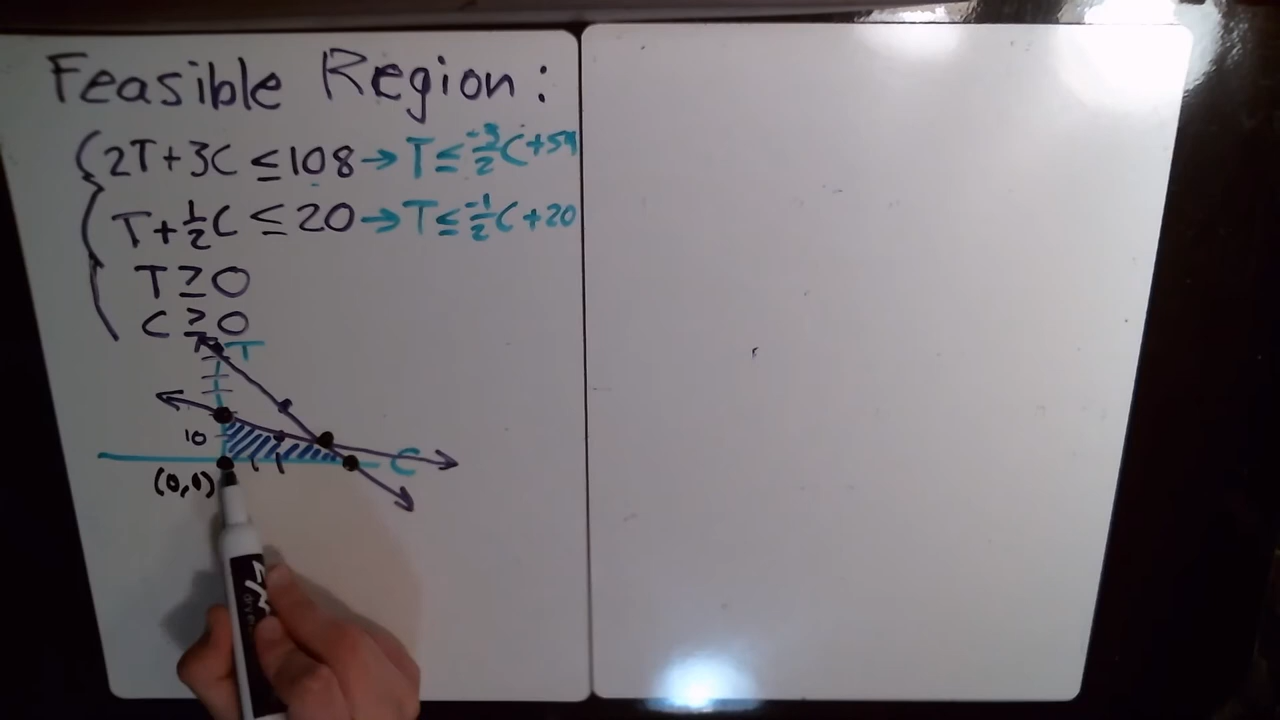 Feasible Region:
2T+3C ≤ 108 → T ≤ -3/2 C + 54
T + 1/2 C ≤ 20 → T ≤ -1/2 C + 20
T ≥ 0
C ≥ 0
T
10
C
(0,0)